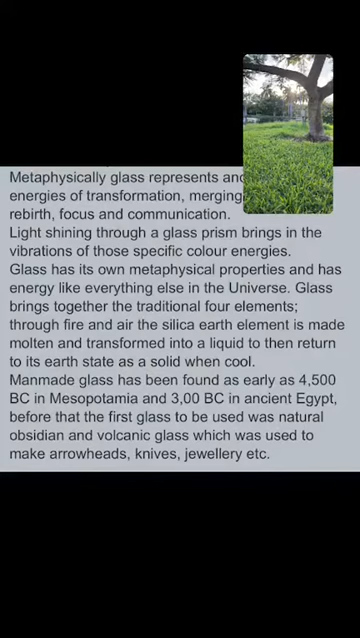 Metaphysically glass represents and
energies of transformation, merging
rebirth, focus and communication.
Light shining through a glass prism brings in the
vibrations of those specific colour energies.
Glass has its own metaphysical properties and has
energy like everything else in the Universe. Glass
brings together the traditional four elements;
through fire and air the silica earth element is made
molten and transformed into a liquid to then return
to its earth state as a solid when cool.
Manmade glass has been found as early as 4,500
BC in Mesopotamia and 3,00 BC in ancient Egypt,
before that the first glass to be used was natural
obsidian and volcanic glass which was used to
make arrowheads, knives, jewellery etc.